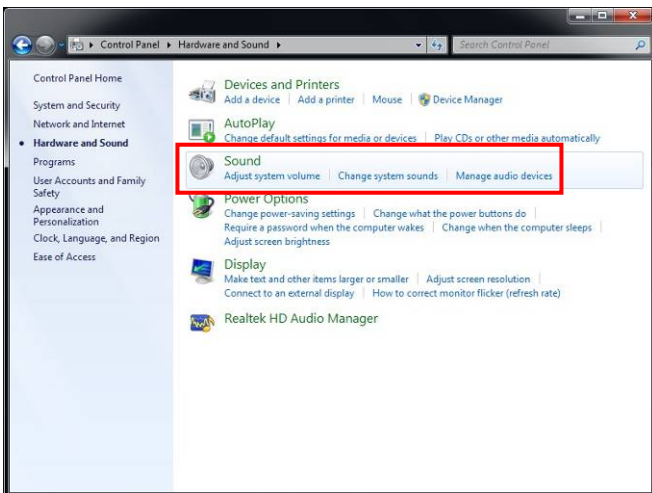 Control Panel ▸ Hardware and Sound ▸
Search Control Panel
Control Panel Home
System and Security
Network and Internet
Hardware and Sound
Programs
User Accounts and Family
Safety
Appearance and
Personalization
Clock, Language, and Region
Ease of Access
Devices and Printers
Add a device | Add a printer | Mouse | Device Manager
AutoPlay
Change default settings for media or devices | Play CDs or other media automatically
Sound
Adjust system volume | Change system sounds | Manage audio devices
Power Options
Change power-saving settings | Change what the power buttons do |
Require a password when the computer wakes | Change when the computer sleeps |
Adjust screen brightness
Display
Make text and other items larger or smaller | Adjust screen resolution |
Connect to an external display | How to correct monitor flicker (refresh rate)
Realtek HD Audio Manager